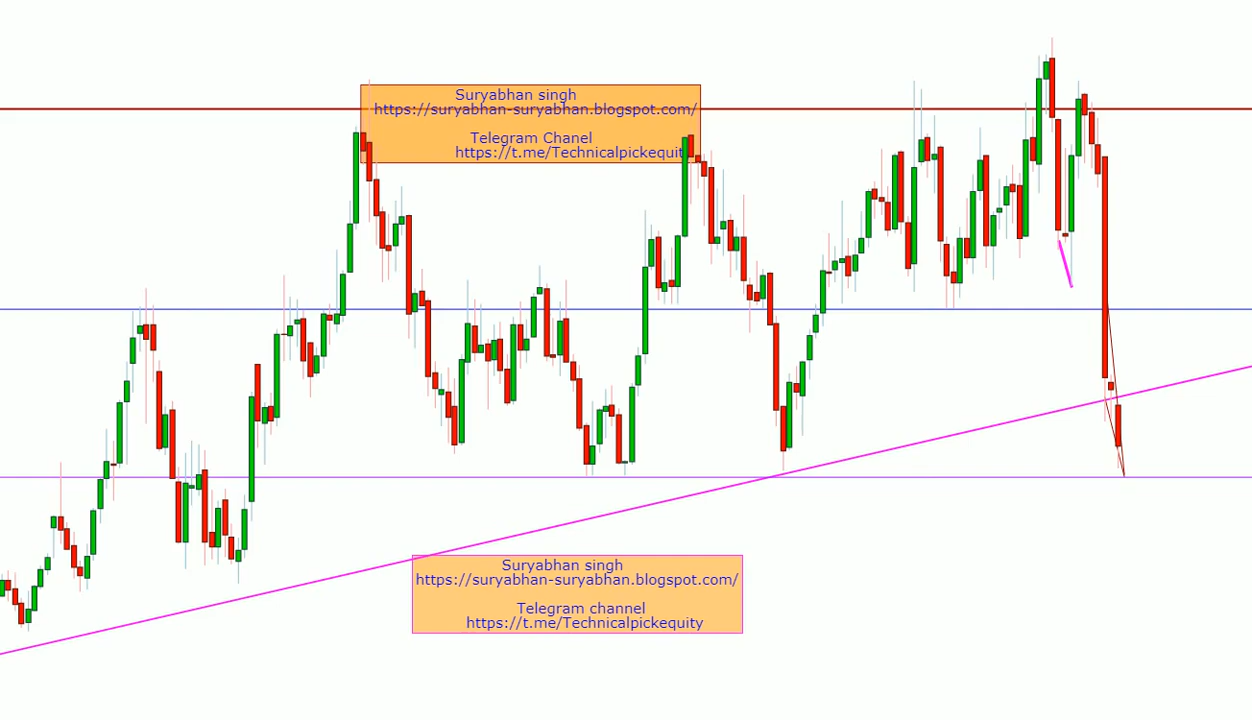 Suryabhan singh
https://suryabhan-suryabhan.blogspot.com/
Telegram Chanel
https://t.me/Technicalpickequit
Suryabhan singh
https://suryabhan-suryabhan.blogspot.com/
Telegram channel
https://t.me/Technicalpickequity